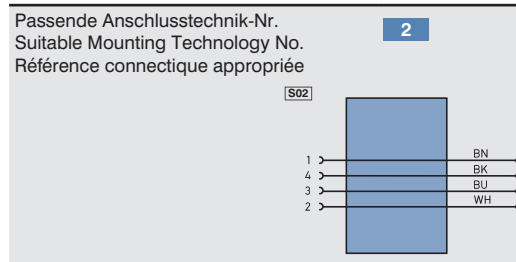 Passende Anschlusstechnik-Nr.
Suitable Mounting Technology No.
Référence connectique appropriée
2
S02
1 BN
4 BK
3 BU
2 WH